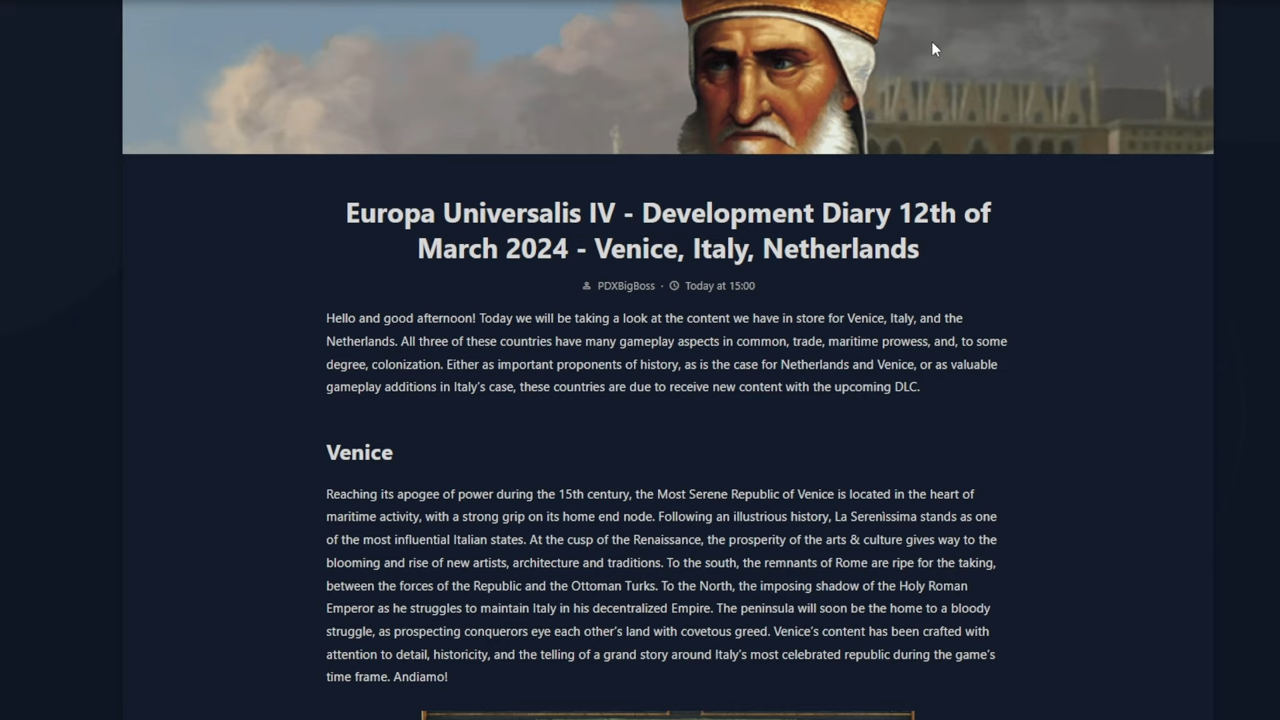 Europa Universalis IV - Development Diary 12th of
March 2024 - Venice, Italy, Netherlands
PDXBigBoss · Today at 15:00
Hello and good afternoon! Today we will be taking a look at the content we have in store for Venice, Italy, and the
Netherlands. All three of these countries have many gameplay aspects in common, trade, maritime prowess, and, to some
degree, colonization. Either as important proponents of history, as is the case for Netherlands and Venice, or as valuable
gameplay additions in Italy's case, these countries are due to receive new content with the upcoming DLC.
Venice
Reaching its apogee of power during the 15th century, the Most Serene Republic of Venice is located in the heart of
maritime activity, with a strong grip on its home end node. Following an illustrious history, La Serenìssima stands as one
of the most influential Italian states. At the cusp of the Renaissance, the prosperity of the arts & culture gives way to the
blooming and rise of new artists, architecture and traditions. To the south, the remnants of Rome are ripe for the taking,
between the forces of the Republic and the Ottoman Turks. To the North, the imposing shadow of the Holy Roman
Emperor as he struggles to maintain Italy in his decentralized Empire. The peninsula will soon be the home to a bloody
struggle, as prospecting conquerors eye each other's land with covetous greed. Venice's content has been crafted with
attention to detail, historicity, and the telling of a grand story around Italy's most celebrated republic during the game's
time frame. Andiamo!